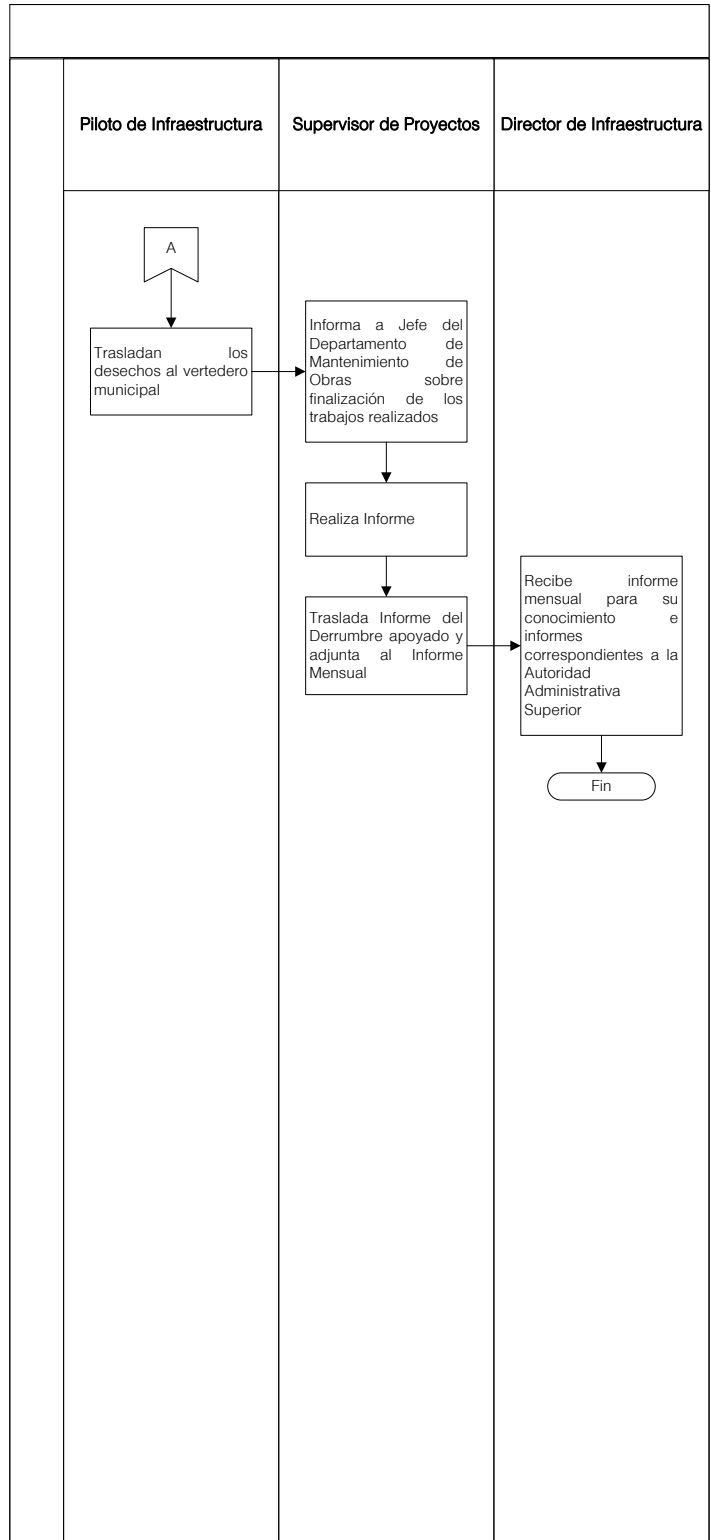 Piloto de Infraestructura
Supervisor de Proyectos
Director de Infraestructura
A
Trasladan los
desechos al vertedero
municipal
Informa a Jefe del
Departamento de
Mantenimiento de
Obras sobre
finalización de los
trabajos realizados
Realiza Informe
Traslada Informe del
Derrumbre apoyado y
adjunta al Informe
Mensual
Recibe informe
mensual para su
conocimiento e
informes
correspondientes a la
Autoridad
Administrativa
Superior
Fin